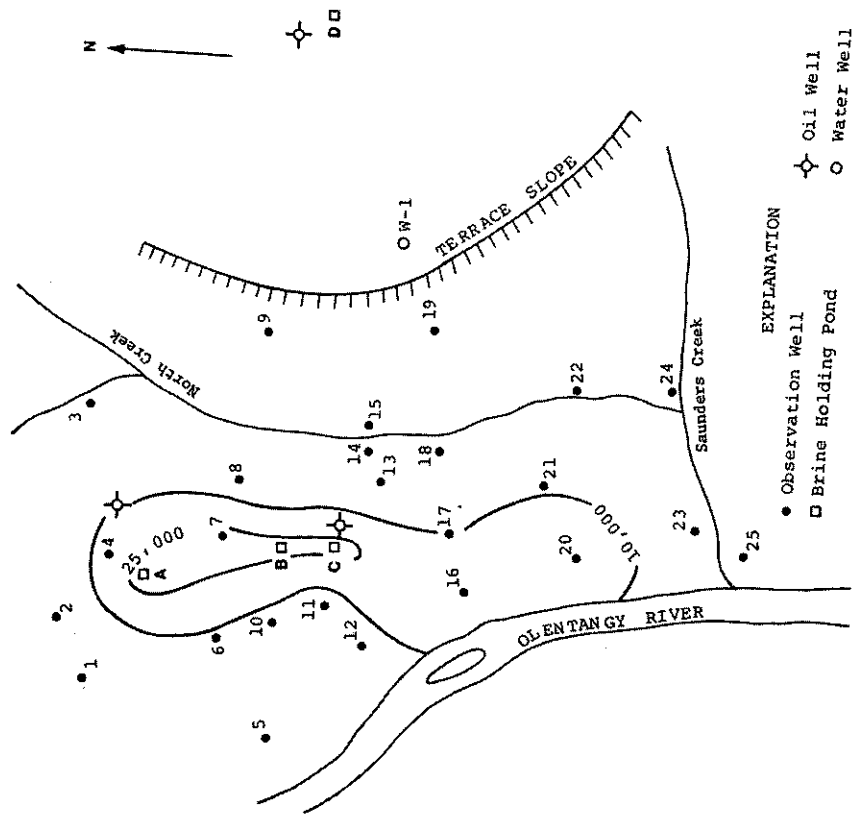 N
D
3
North Creek
9
TERRACE SLOPE
W-1
2
1
4
25,000
A
8
7
6
10
B
11
C
5
12
14
15
13
18
19
17
16
21
22
20
10,000
24
23
25
Saunders Creek
OLENTANGY RIVER
EXPLANATION
Observation Well
Brine Holding Pond
Oil Well
Water Well